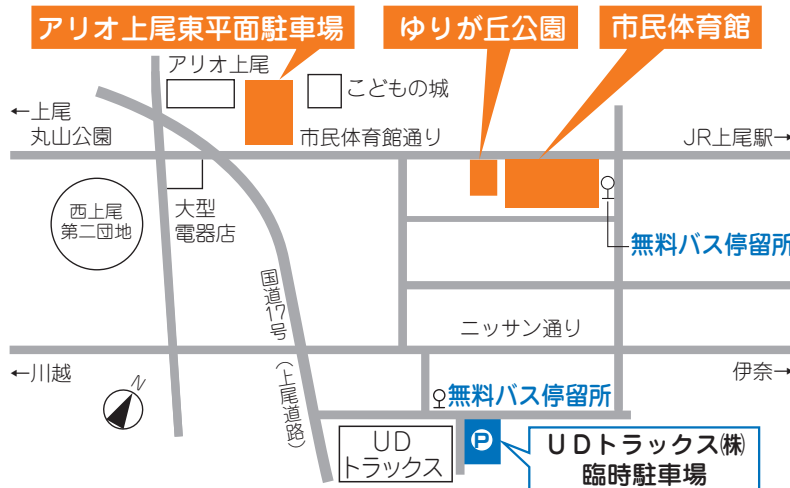 アリオ上尾東平面駐車場
ゆりが丘公園
市民体育館
アリオ上尾
こどもの城
←上尾
丸山公園
市民体育館通り
JR上尾駅→
西上尾
第二団地
大型
電器店
無料バス停留所
国道17号
(上尾道路)
ニッサン通り
←川越
伊奈→
N
無料バス停留所
UD
トラックス
P
UDトラックス㈱
臨時駐車場